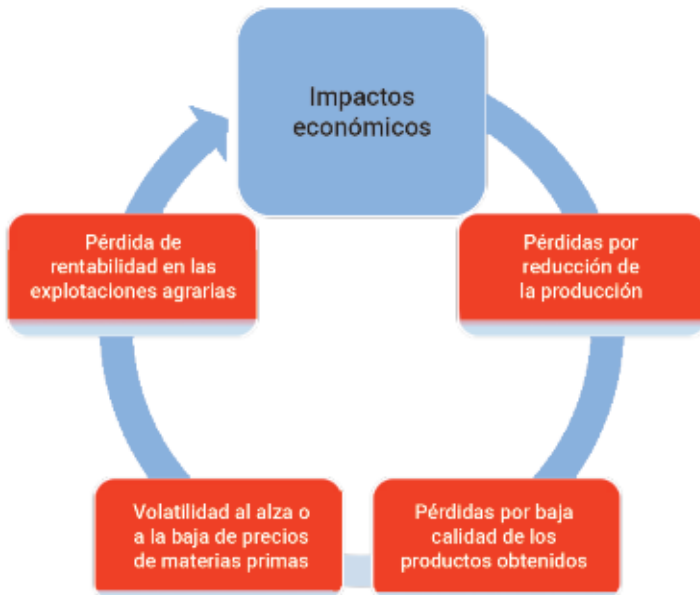 Impactos
económicos
Pérdidas por
reducción de
la producción
Pérdidas por baja
calidad de los
productos obtenidos
Volatilidad al alza o
a la baja de precios
de materias primas
Pérdida de
rentabilidad en las
explotaciones agrarias